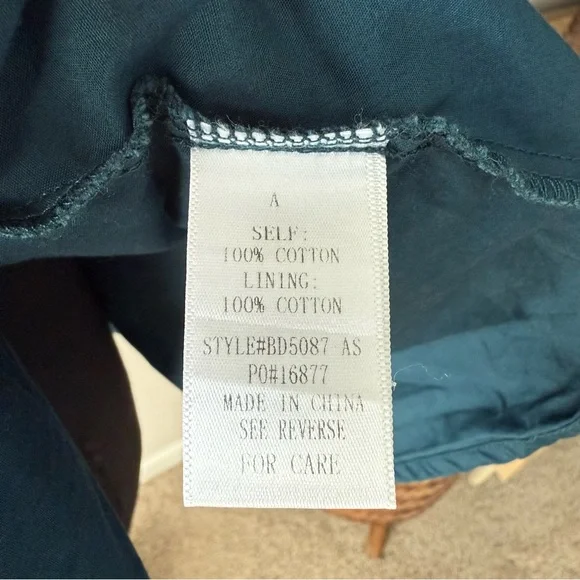 A
SELF:
100% COTTON
LINING:
100% COTTON
STYLE#BD5087 AS
PO#16877
MADE IN CHINA
SEE REVERSE
FOR CARE